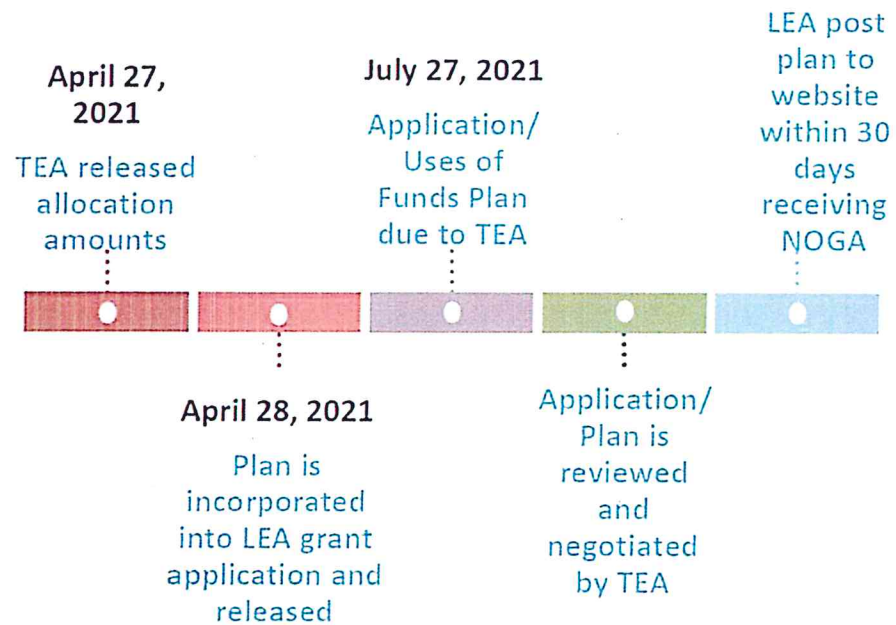 April 27,
2021
TEA released
allocation
amounts
April 28, 2021
Plan is
incorporated
into LEA grant
application and
released
July 27, 2021
Application/
Uses of
Funds Plan
due to TEA
Application/
Plan is
reviewed
and
negotiated
by TEA
LEA post
plan to
website
within 30
days
receiving
NOGA